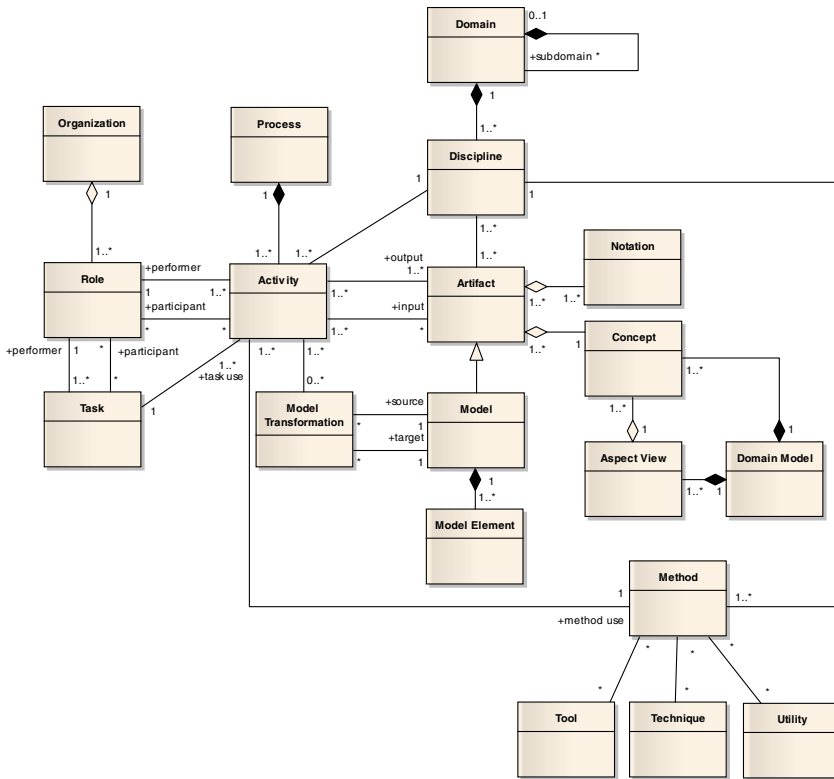 Domain
0..1
+subdomain *
1
1..*
Organization
Process
Discipline
1
1
1
1
1..*
1..*
1..*
1..*
1..*
1..*
Notation
Role
+performer
1
1..*
+participant
*
*
Activity
+output
1..*
1..*
+input
1..*
*
Artifact
1..*
1..*
1..*
1
Concept
1..*
+performer
1
*
+participant
1..*
*
1..*
+task use
1
1..*
1..*
0..*
Task
Model
Transformation
+source
*
1
+target
*
1
Model
1..*
1
1
Aspect View
1..*
1
Domain Model
1
1..*
Model Element
Method
1
+method use
1..*
*
*
*
*
*
*
Tool
Technique
Utility